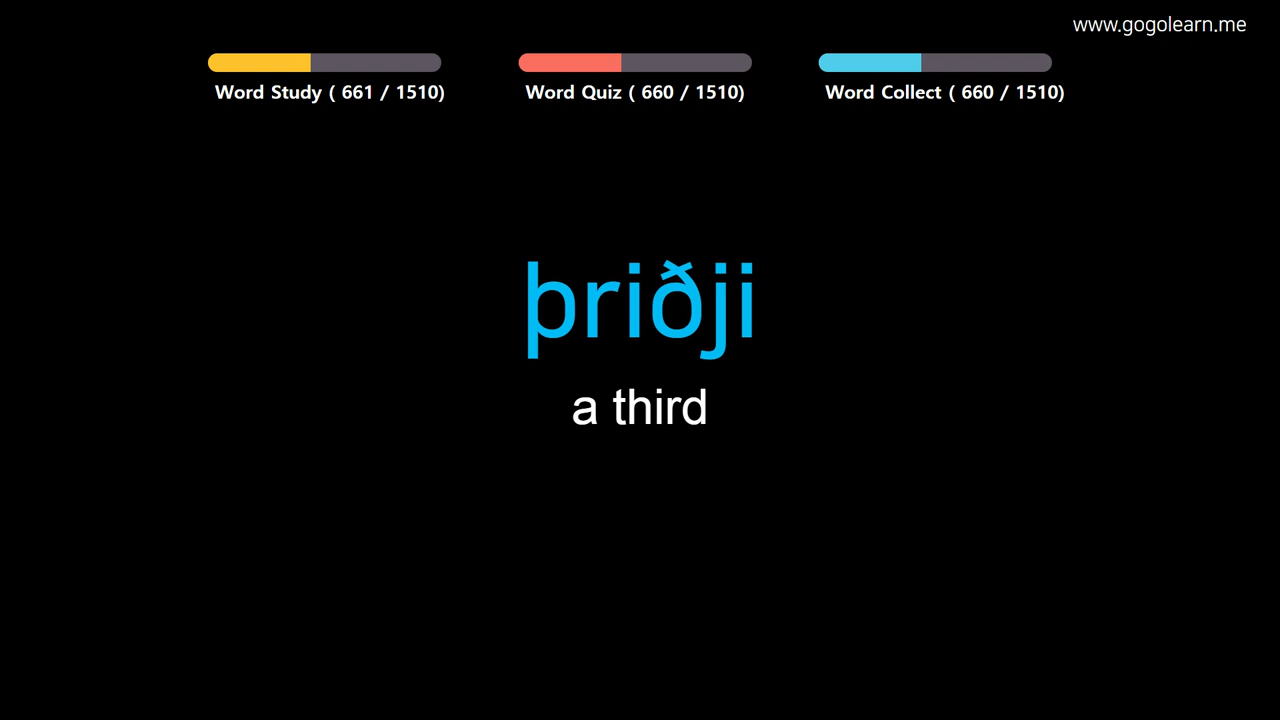 www.gogolearn.me
Word Study ( 661 / 1510)
Word Quiz ( 660 / 1510)
Word Collect ( 660 / 1510)
þriðji
a third